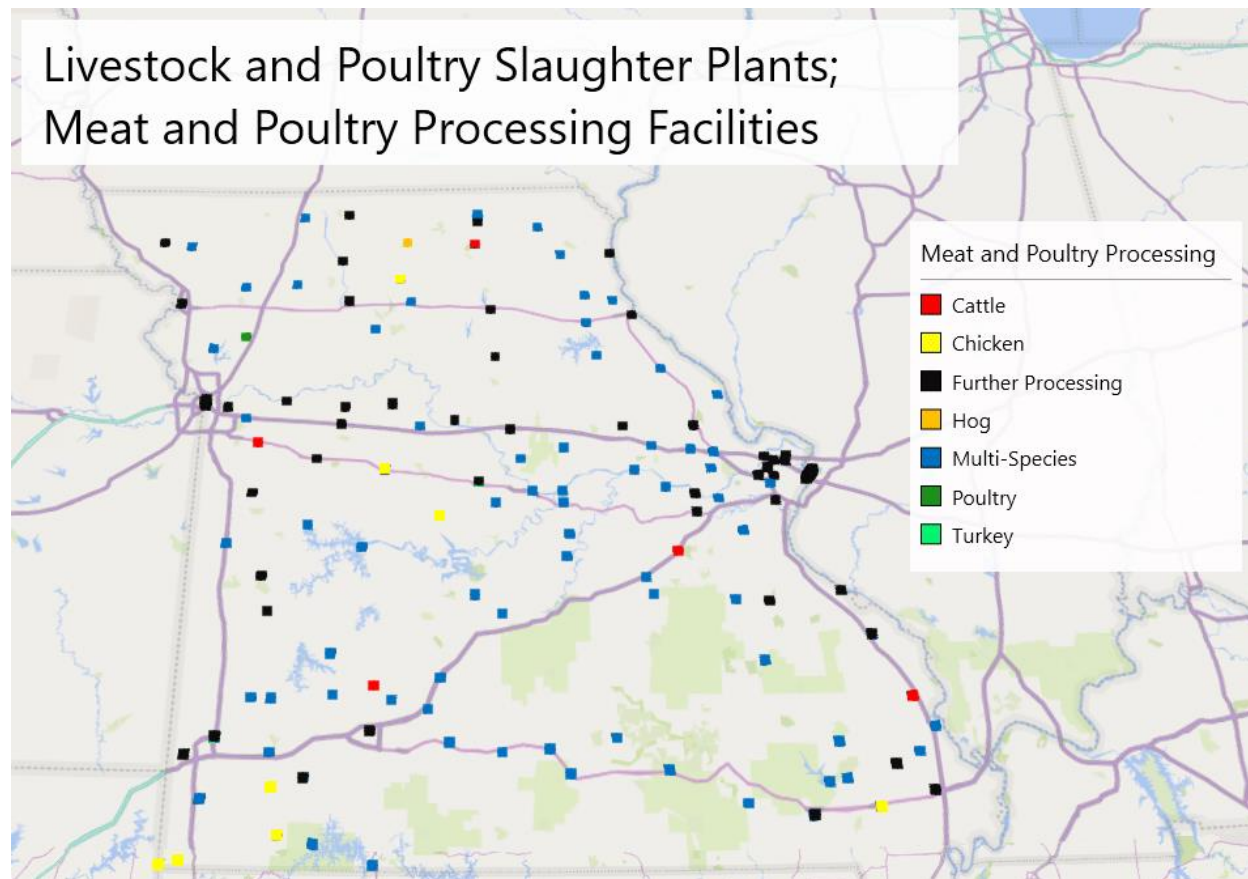 Livestock and Poultry Slaughter Plants;
Meat and Poultry Processing Facilities
Meat and Poultry Processing
Cattle
Chicken
Further Processing
Hog
Multi-Species
Poultry
Turkey